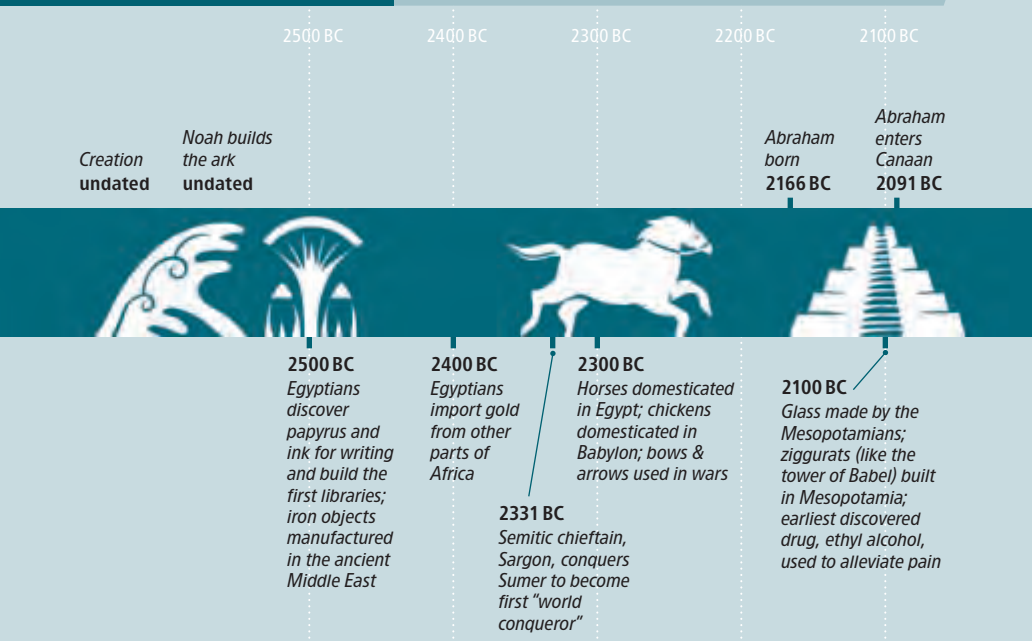 2500 BC
2400 BC
2300 BC
2200 BC
2100 BC
Creation
undated
Noah builds
the ark
undated
Abraham
born
2166 BC
Abraham
enters
Canaan
2091 BC
2500 BC
Egyptians
discover
papyrus and
ink for writing
and build the
first libraries;
iron objects
manufactured
in the ancient
Middle East
2400 BC
Egyptians
import gold
from other
parts of
Africa
2331 BC
Semitic chieftain,
Sargon, conquers
Sumer to become
first "world
conqueror"
2300 BC
Horses domesticated
in Egypt; chickens
domesticated in
Babylon; bows &
arrows used in wars
2100 BC
Glass made by the
Mesopotamians;
ziggurats (like the
tower of Babel) built
in Mesopotamia;
earliest discovered
drug, ethyl alcohol,
used to alleviate pain